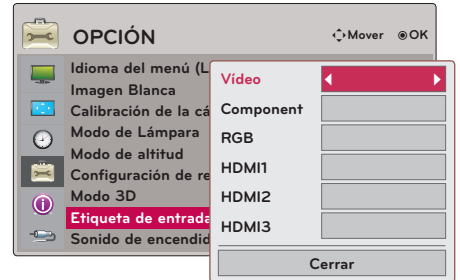 OPCIÓN
Mover ◉OK
Idioma del menú (L
Imagen Blanca
Calibración de la cá
Modo de Lámpara
Modo de altitud
Configuración de re
Modo 3D
Etiqueta de entrada
Sonido de encendid
Vídeo
Component
RGB
HDMI1
HDMI2
HDMI3
Cerrar